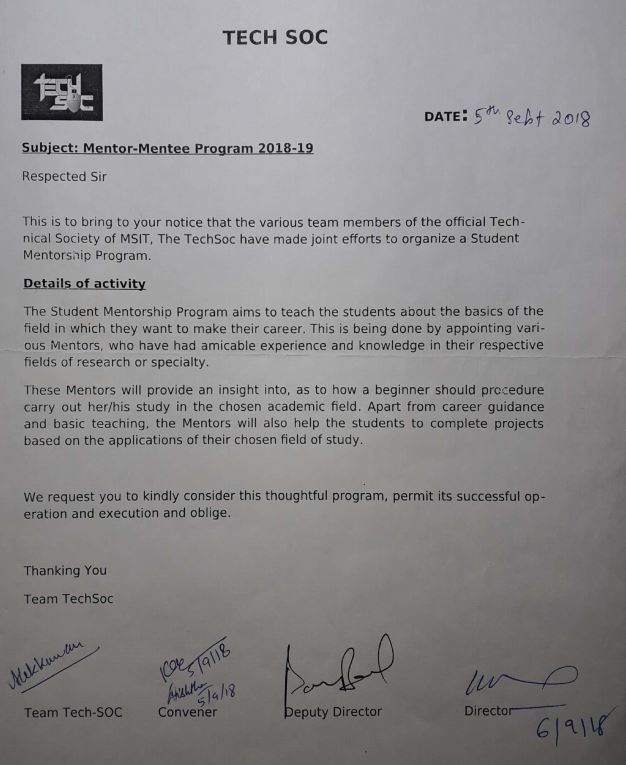 TECH SOC
TECH
SOC
DATE: 5th Sept 2018
Subject: Mentor-Mentee Program 2018-19
Respected Sir
This is to bring to your notice that the various team members of the official Tech-
nical Society of MSIT, The TechSoc have made joint efforts to organize a Student
Mentorship Program.
Details of activity
The Student Mentorship Program aims to teach the students about the basics of the
field in which they want to make their career. This is being done by appointing vari-
ous Mentors, who have had amicable experience and knowledge in their respective
fields of research or specialty.
These Mentors will provide an insight into, as to how a beginner should procedure
carry out her/his study in the chosen academic field. Apart from career guidance
and basic teaching, the Mentors will also help the students to complete projects
based on the applications of their chosen field of study.
We request you to kindly consider this thoughtful program, permit its successful op-
eration and execution and oblige.
Thanking You
Team TechSoc
5/9/18
5/9/18
Team Tech-SOC Convener Deputy Director Director
6/9/18